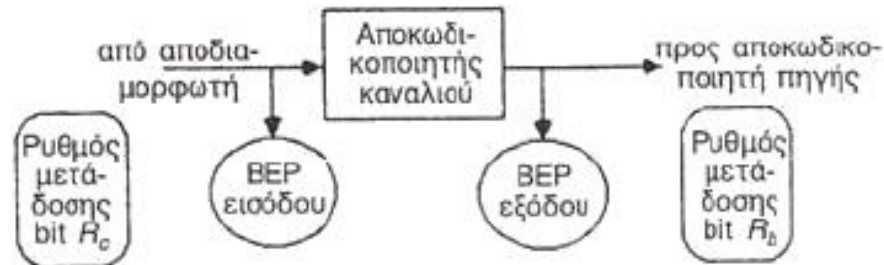 από αποδια-
μορφωτή
Αποκωδι-
κοποιητής
καναλιού
προς αποκωδικο-
ποιητή πηγής
Ρυθμός
μετά-
δοσης
bit R_c
BEP
εισόδου
BEP
εξόδου
Ρυθμός
μετά-
δοσης
bit R_b